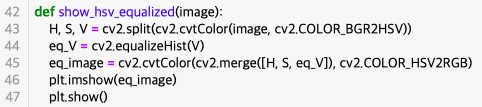 42 def show_hsv_equalized(image):
43 H, S, V = cv2.split(cv2.cvtColor(image, cv2.COLOR_BGR2HSV))
44 eq_V = cv2.equalizeHist(V)
45 eq_image = cv2.cvtColor(cv2.merge([H, S, eq_V]), cv2.COLOR_HSV2RGB)
46 plt.imshow(eq_image)
47 plt.show()